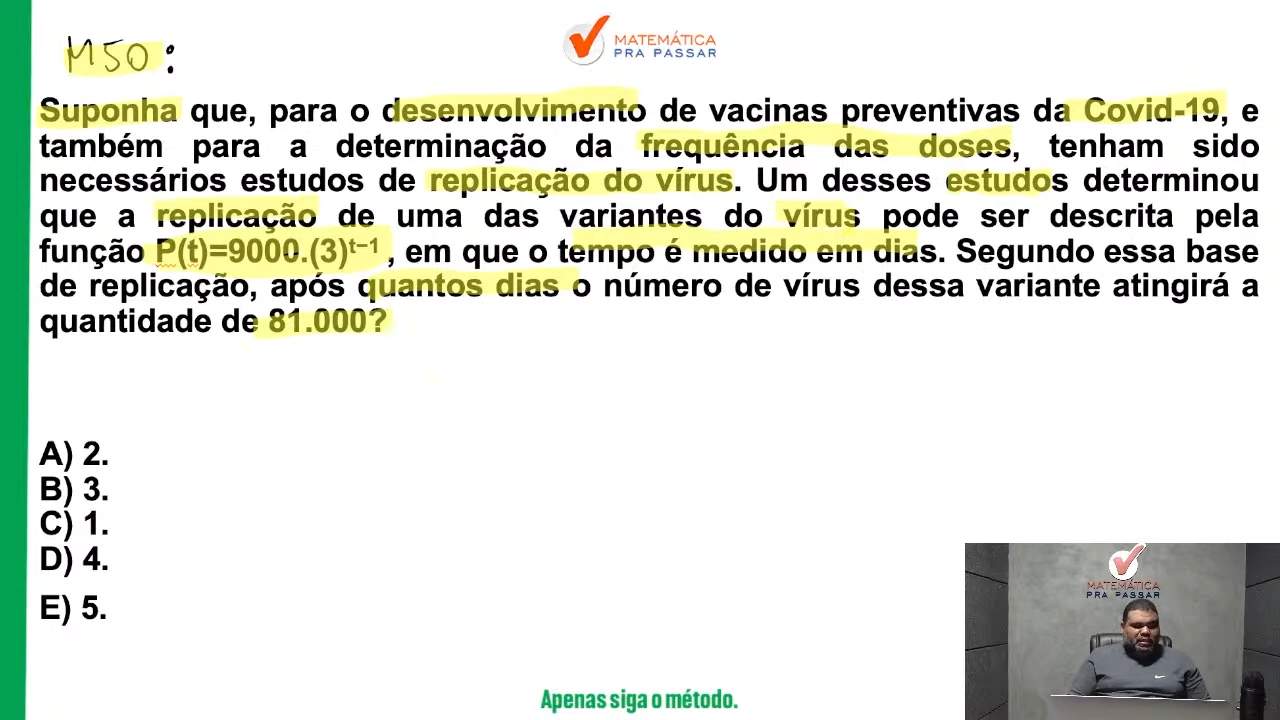 M50:
MATEMÁTICA
PRA PASSAR
Suponha que, para o desenvolvimento de vacinas preventivas da Covid-19, e
também para a determinação da frequência das doses, tenham sido
necessários estudos de replicação do vírus. Um desses estudos determinou
que a replicação de uma das variantes do vírus pode ser descrita pela
função P(t)=9000.(3)ᵗ⁻¹ , em que o tempo é medido em dias. Segundo essa base
de replicação, após quantos dias o número de vírus dessa variante atingirá a
quantidade de 81.000?
A) 2.
B) 3.
C) 1.
D) 4.
E) 5.
MATEMÁTICA
PRA PASSAR
Apenas siga o método.